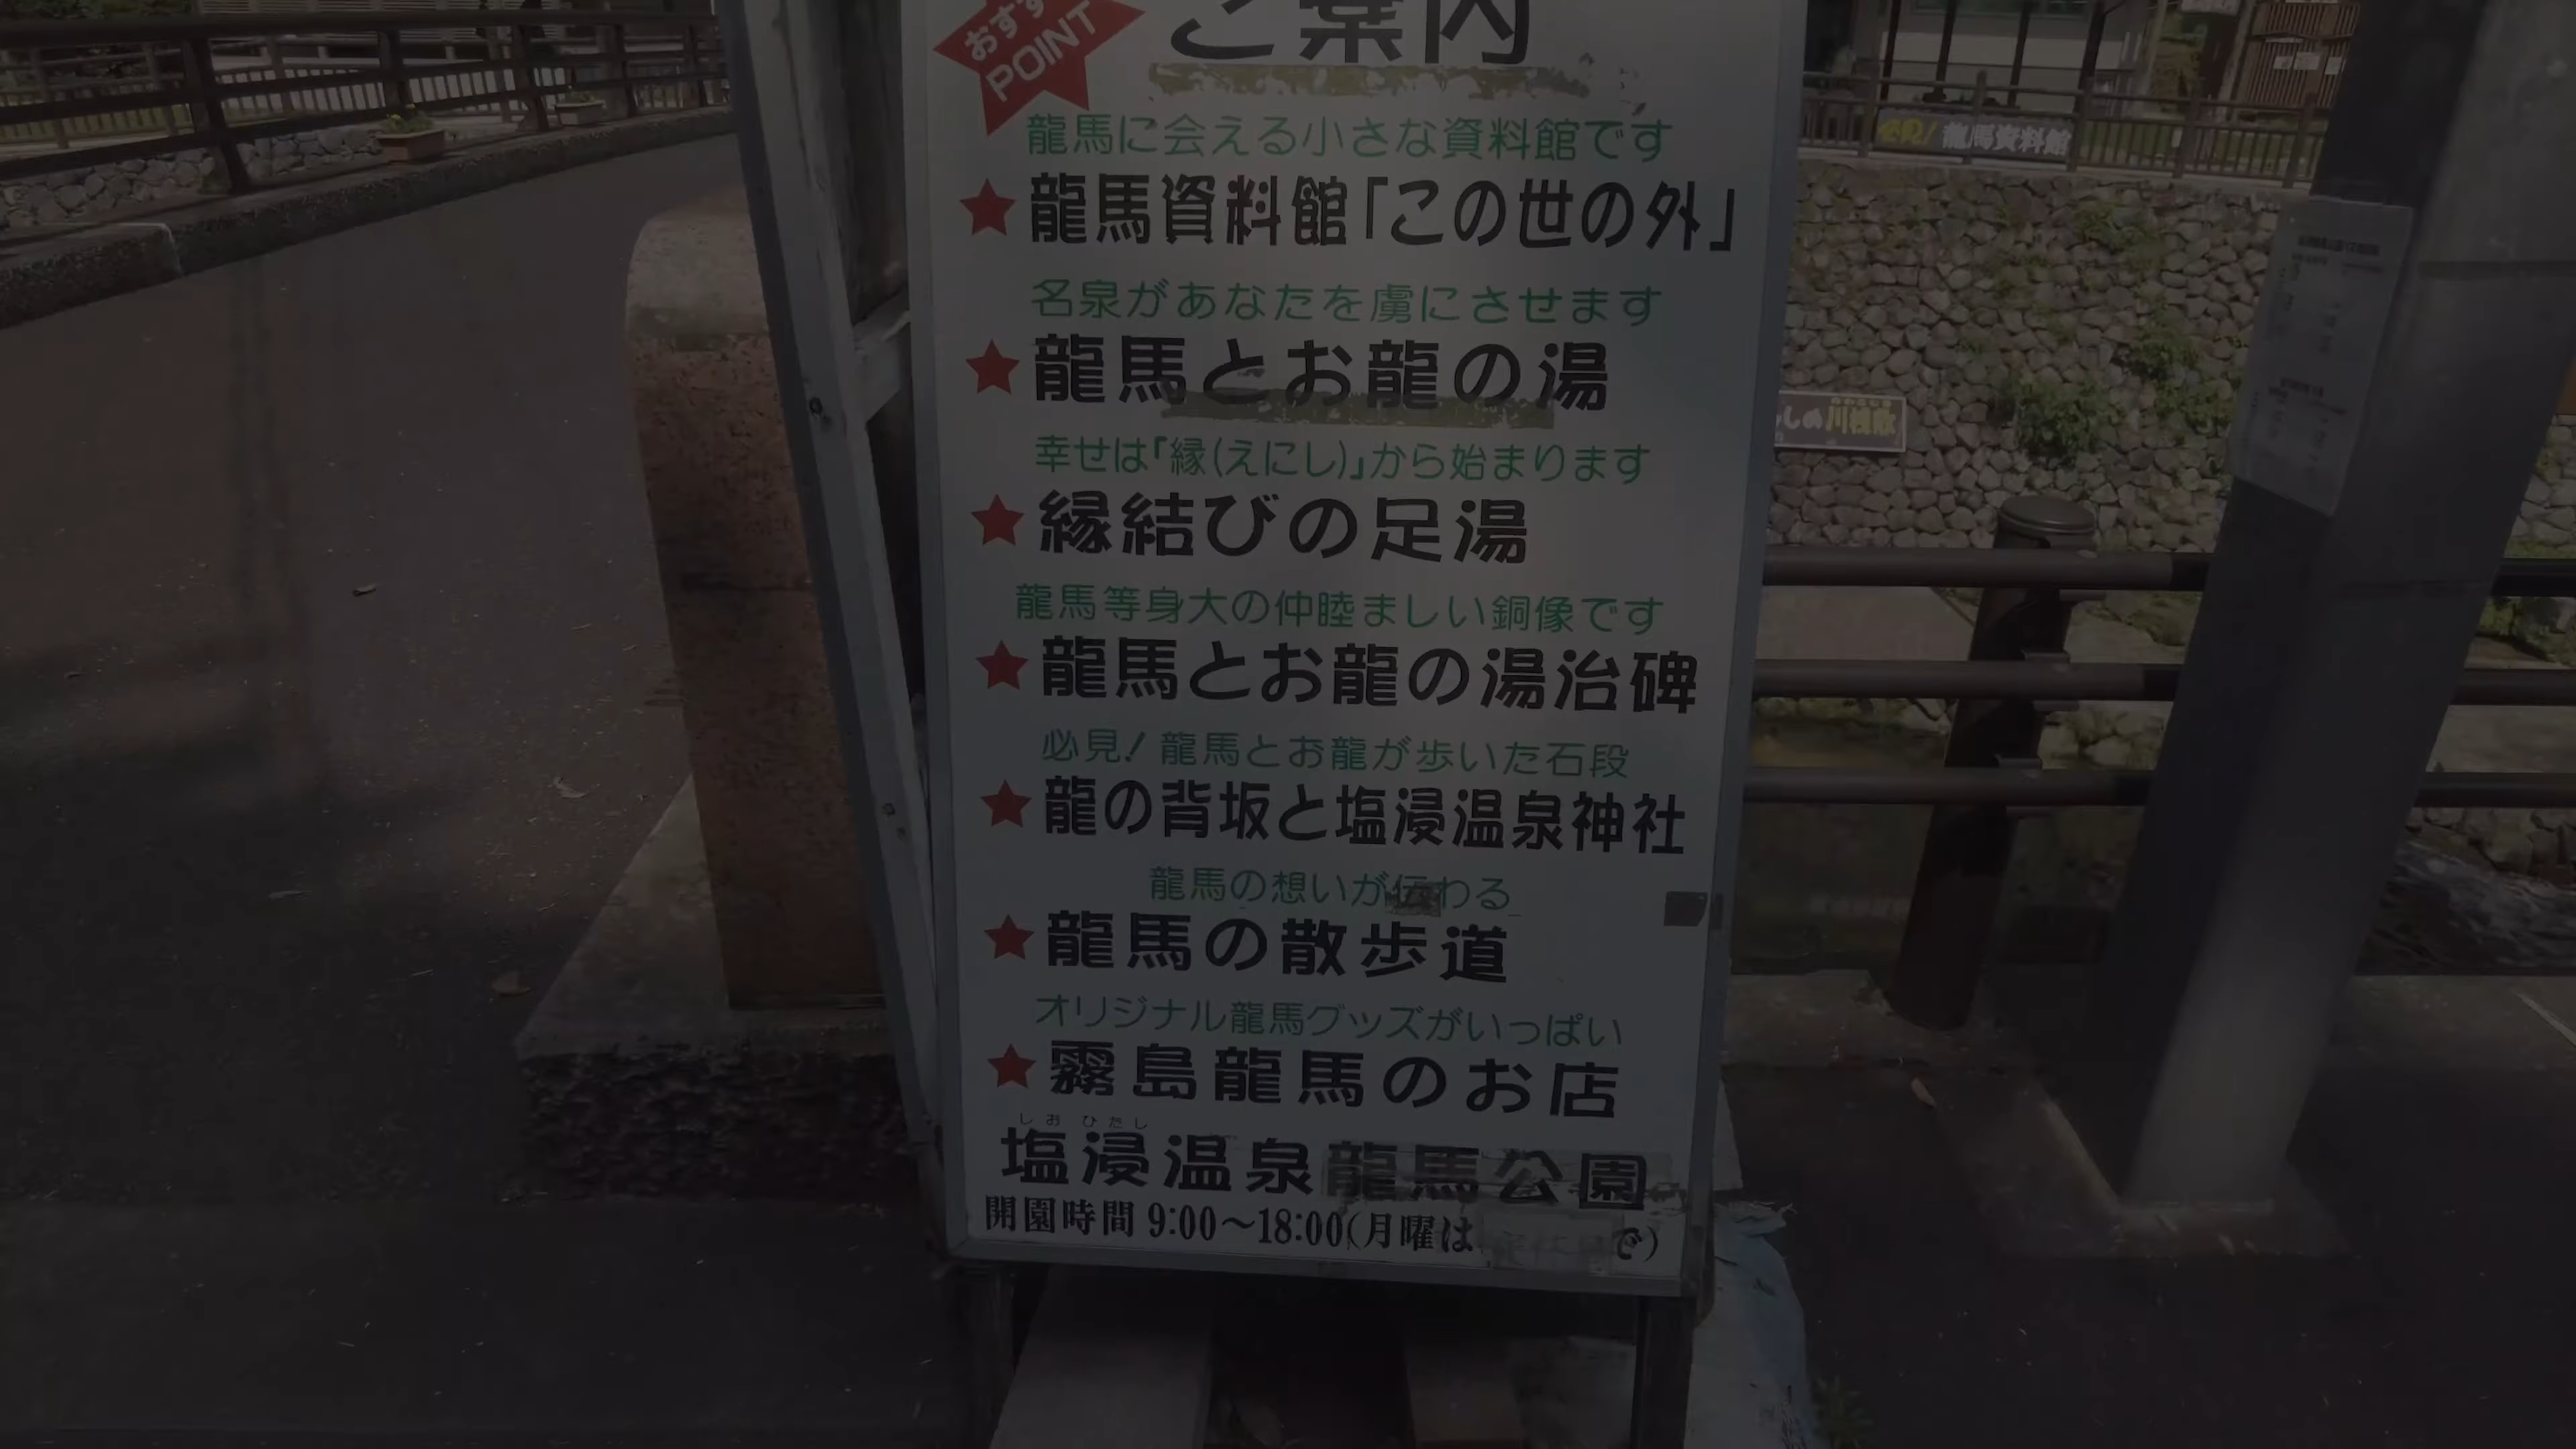 おすす
POINT
ご案内
龍馬に会える小さな資料館です
★龍馬資料館「この世の外」
名泉があなたを虜にさせます
★龍馬とお龍の湯
幸せは「縁(えにし)」から始まります
★縁結びの足湯
龍馬等身大の仲睦ましい銅像です
★龍馬とお龍の湯治碑
必見!龍馬とお龍が歩いた石段
★龍の背坂と塩浸温泉神社
龍馬の想いが伝わる
★龍馬の散歩道
オリジナル龍馬グッズがいっぱい
★霧島龍馬のお店
しおひたし
塩浸温泉龍馬公園
開園時間 9:00~18:00(月曜は で)
龍馬資料館